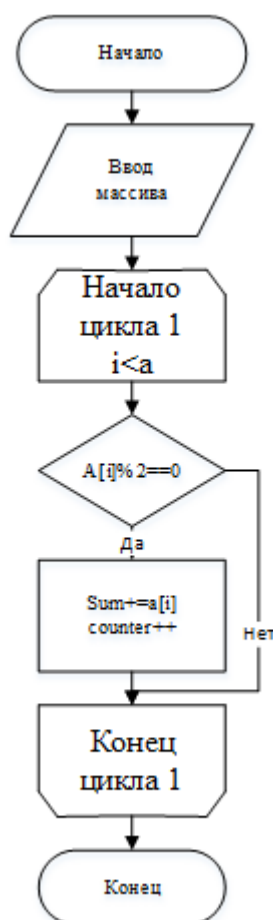 Начало
Ввод
массива
Начало
цикла 1
i<a
A[i]%2==0
Да
Sum+=a[i]
counter++
Нет
Конец
цикла 1
Конец